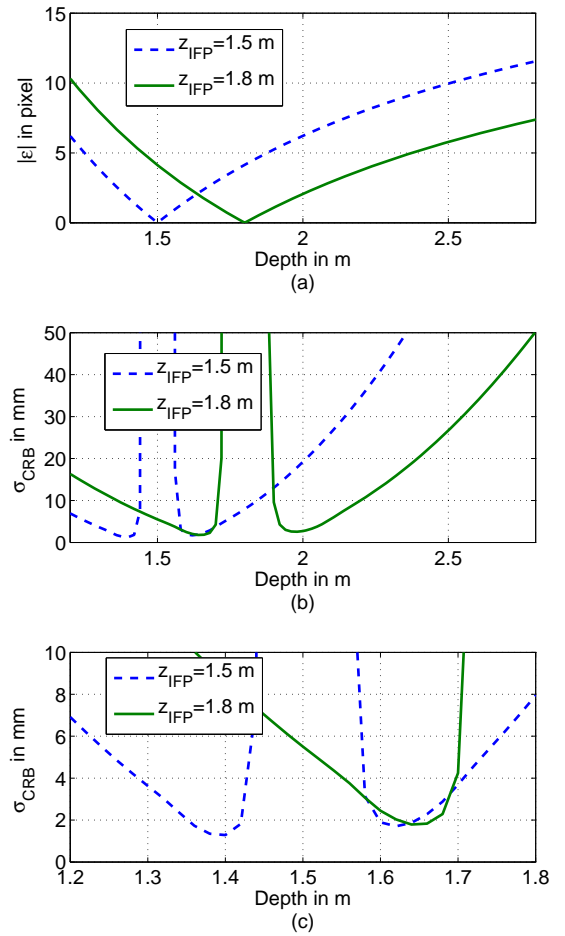 15
10
5
0
|ε| in pixel
z_IFP=1.5 m
z_IFP=1.8 m
1.5 2 2.5
Depth in m
(a)
50
40
30
20
10
0
σ_CRB in mm
z_IFP=1.5 m
z_IFP=1.8 m
1.5 2 2.5
Depth in m
(b)
10
8
6
4
2
0
σ_CRB in mm
z_IFP=1.5 m
z_IFP=1.8 m
1.2 1.3 1.4 1.5 1.6 1.7 1.8
Depth in m
(c)